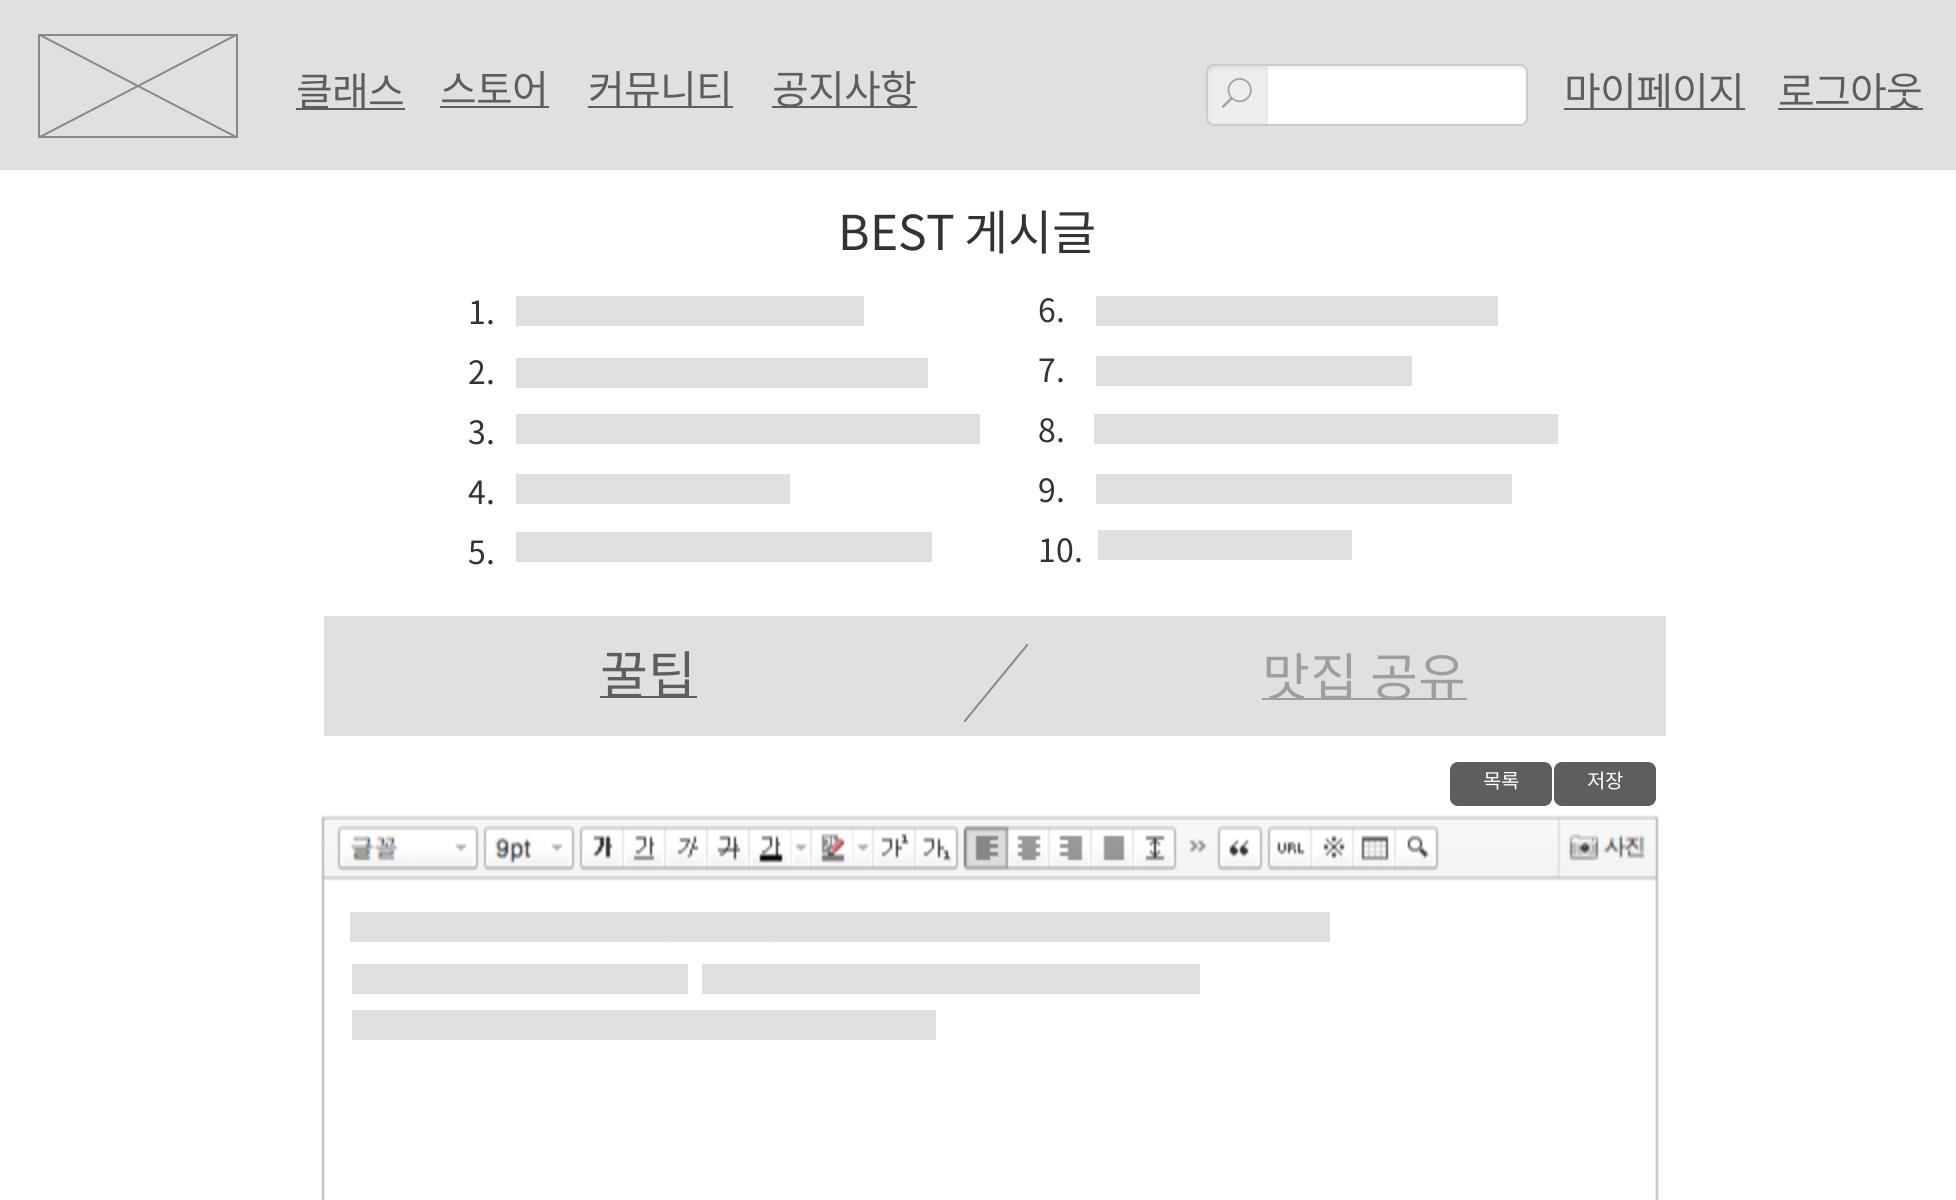 클래스 스토어 커뮤니티 공지사항 마이페이지 로그아웃
BEST 게시글
1.
2.
3.
4.
5.
6.
7.
8.
9.
10.
꿀팁 / 맛집 공유
목록 저장
글꼴 9pt 가 가 가 가 가 가¹ 가₁ » “ URL ※ 사진